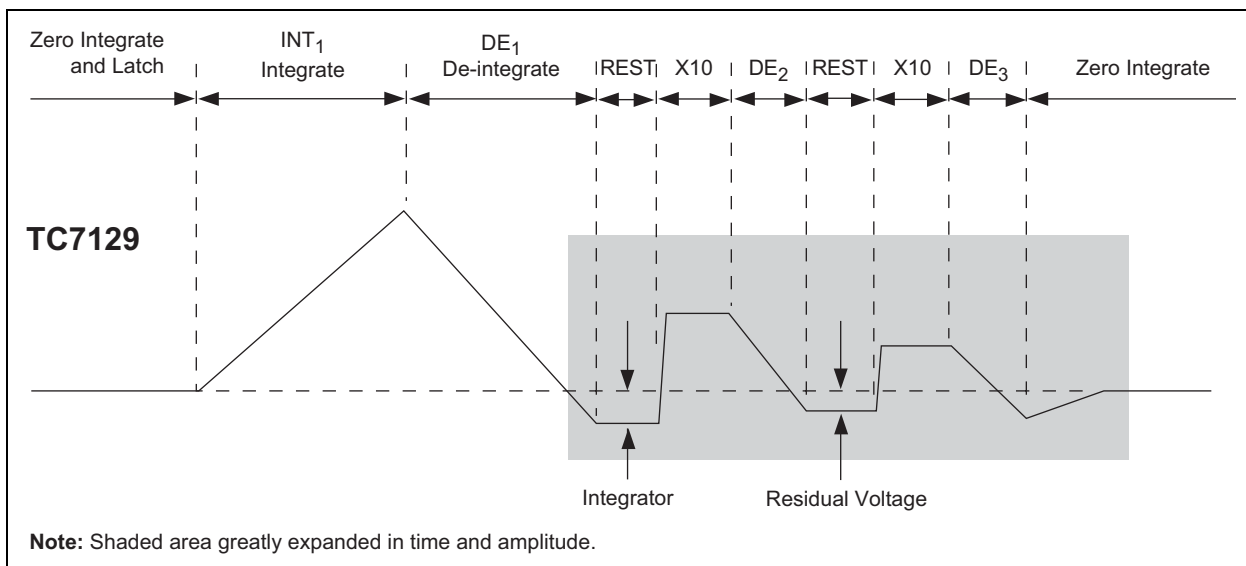 Zero Integrate
and Latch
INT1
Integrate
DE1
De-integrate
REST
X10
DE2
REST
X10
DE3
Zero Integrate
TC7129
Integrator
Residual Voltage
Note: Shaded area greatly expanded in time and amplitude.